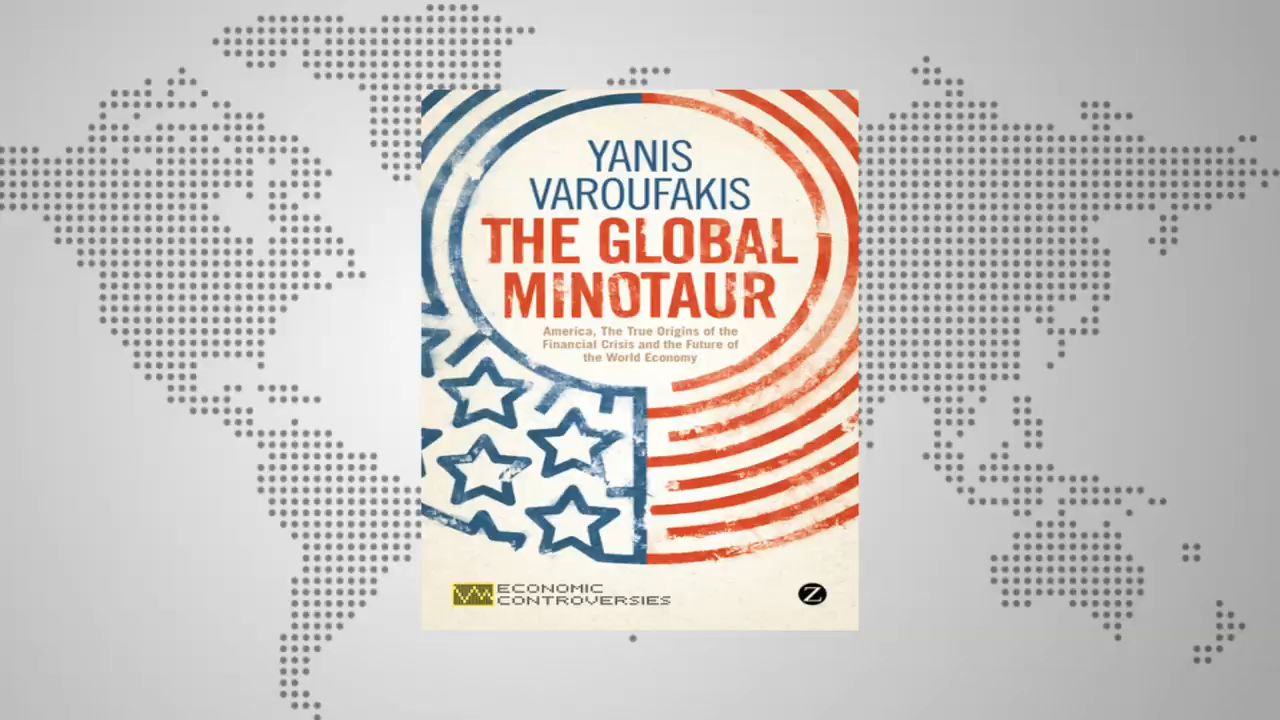 YANIS
VAROUFAKIS
THE GLOBAL
MINOTAUR
America, The True Origins of the
Financial Crisis and the Future of
the World Economy
ECONOMIC
CONTROVERSIES
Z